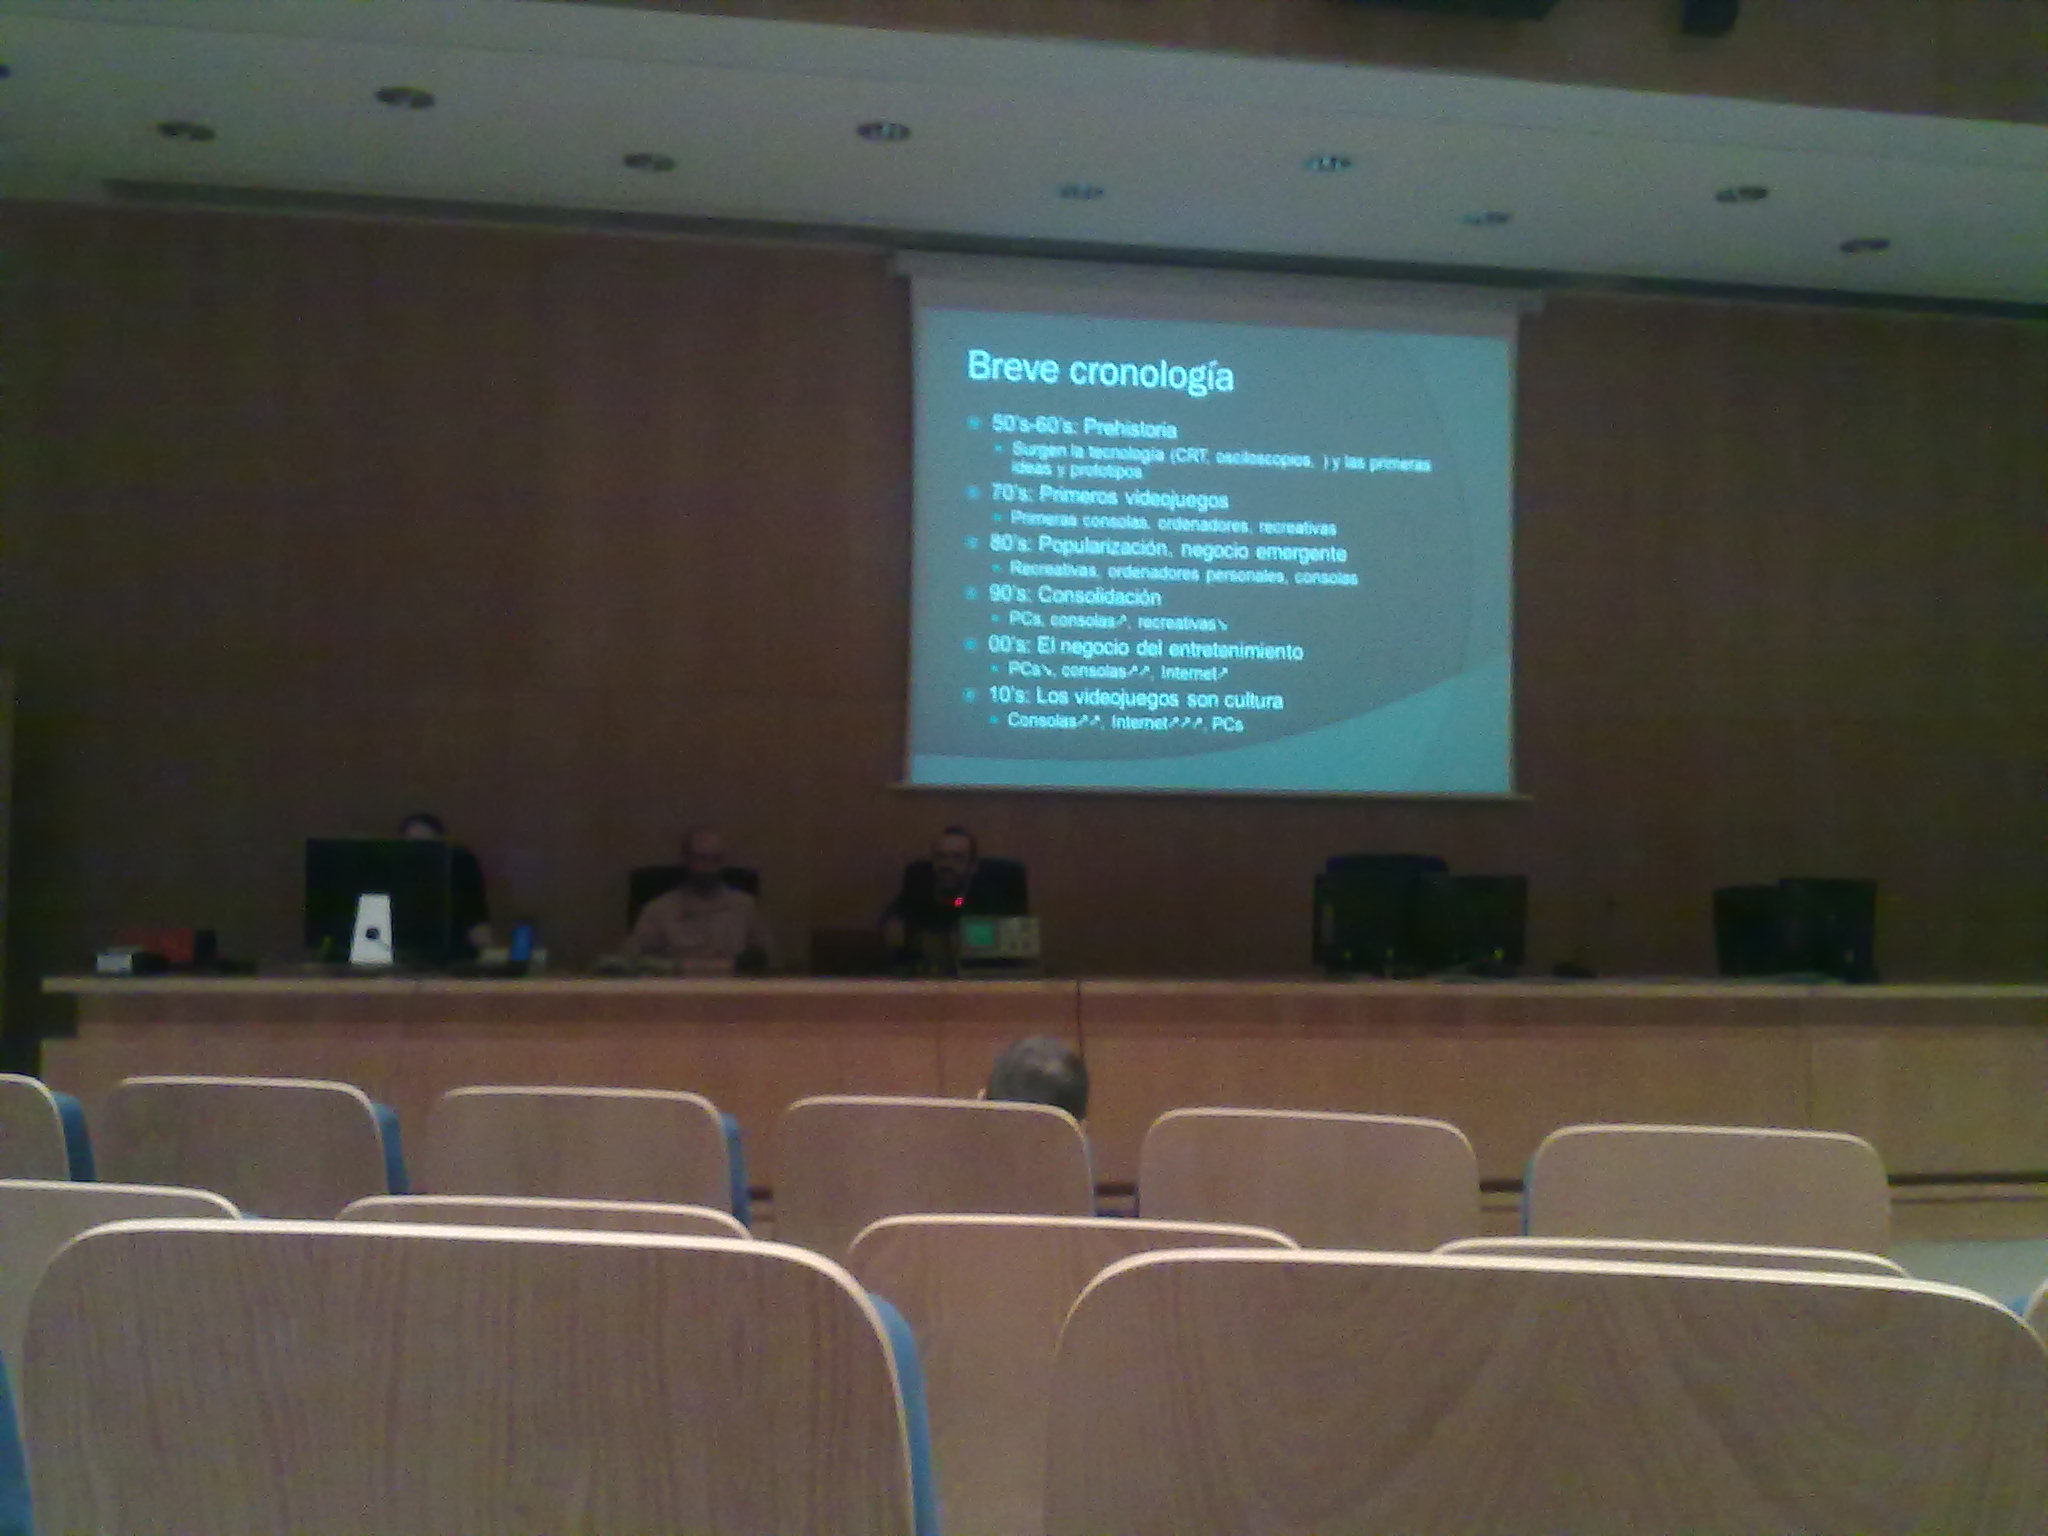 Breve cronología
50's-60's: Prehistoria
Surgen la tecnología (CRT, osciloscopios, ) y las primeras
ideas y prototipos
70's: Primeros videojuegos
Primeras consolas, ordenadores, recreativas
80's: Popularización, negocio emergente
Recreativas, ordenadores personales, consolas
90's: Consolidación
PCs, consolas↗, recreativas↘
00's: El negocio del entretenimiento
PCs↘, consolas↗↗, Internet↗
10's: Los videojuegos son cultura
Consolas↗↗, Internet↗↗↗, PCs